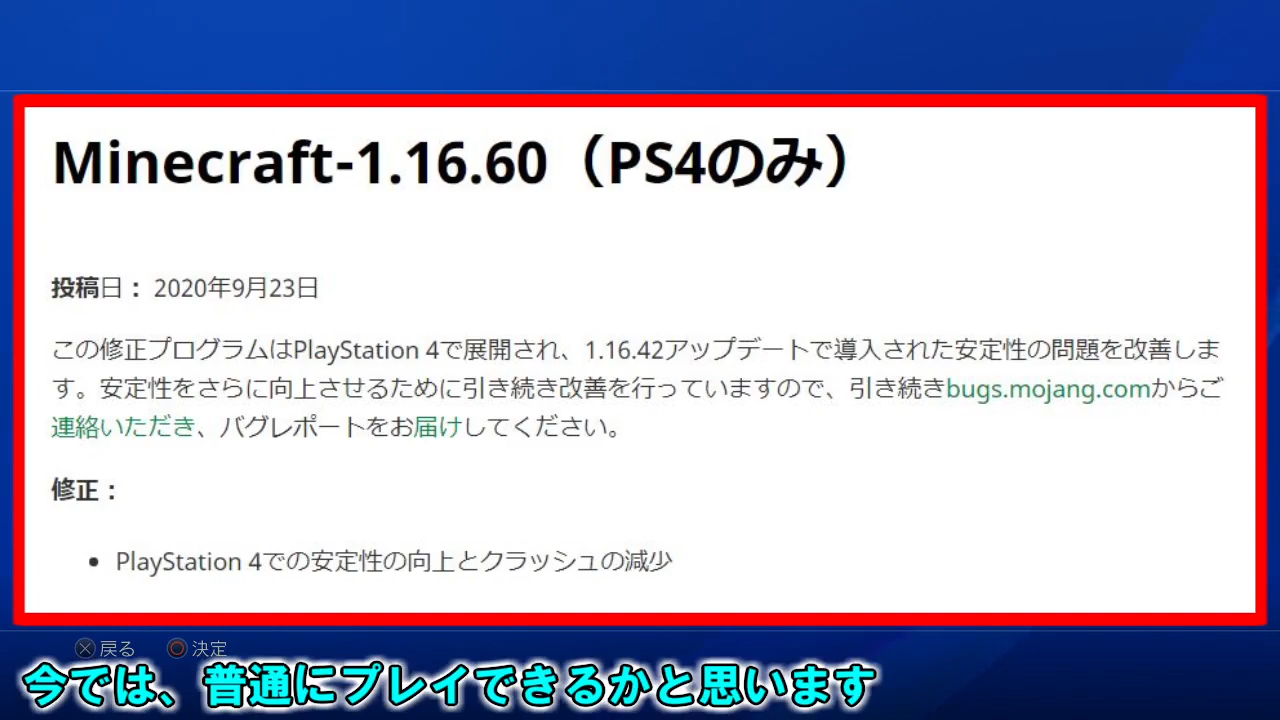 Minecraft-1.16.60（PS4のみ）
投稿日： 2020年9月23日
この修正プログラムはPlayStation 4で展開され、1.16.42アップデートで導入された安定性の問題を改善しま
す。安定性をさらに向上させるために引き続き改善を行っていますので、引き続きbugs.mojang.comからご
連絡いただき、バグレポートをお届けしてください。
修正：
• PlayStation 4での安定性の向上とクラッシュの減少
戻る 決定
今では、普通にプレイできるかと思います